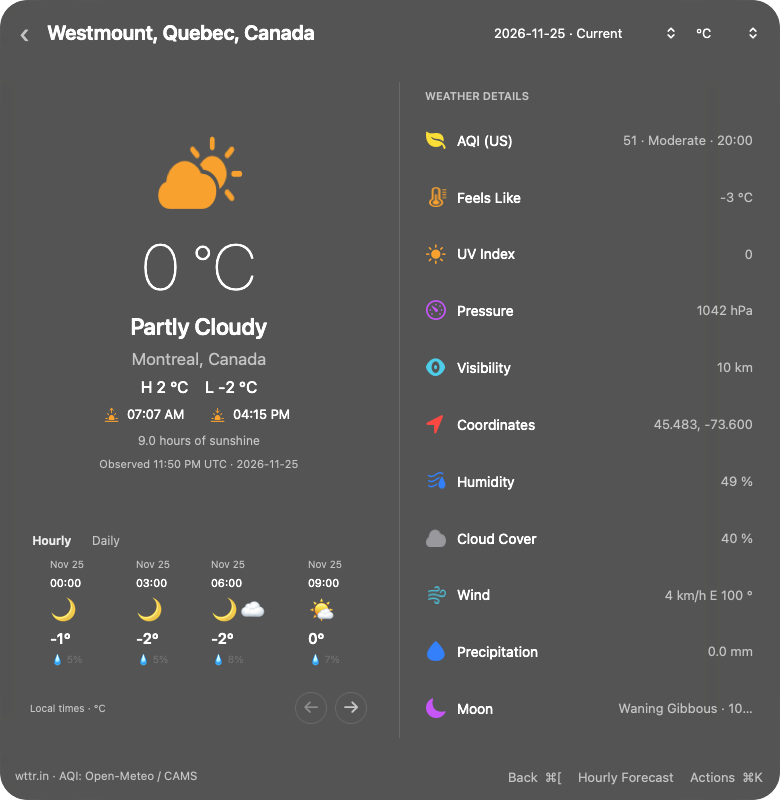 Westmount, Quebec, Canada
2026-11-25 · Current
°C
0 °C
Partly Cloudy
Montreal, Canada
H 2 °C L -2 °C
07:07 AM 04:15 PM
9.0 hours of sunshine
Observed 11:50 PM UTC · 2026-11-25
Hourly Daily
Nov 25 Nov 25 Nov 25 Nov 25
00:00 03:00 06:00 09:00
-1° -2° -2° 0°
5% 5% 6% 7%
Local times · °C
WEATHER DETAILS
AQI (US) 51 · Moderate · 20:00
Feels Like -3 °C
UV Index 0
Pressure 1042 hPa
Visibility 10 km
Coordinates 45.483, -73.600
Humidity 49 %
Cloud Cover 40 %
Wind 4 km/h E 100 °
Precipitation 0.0 mm
Moon Waning Gibbous · 10...
wttr.in · AQI: Open-Meteo / CAMS
Back ⌘[ Hourly Forecast Actions ⌘K